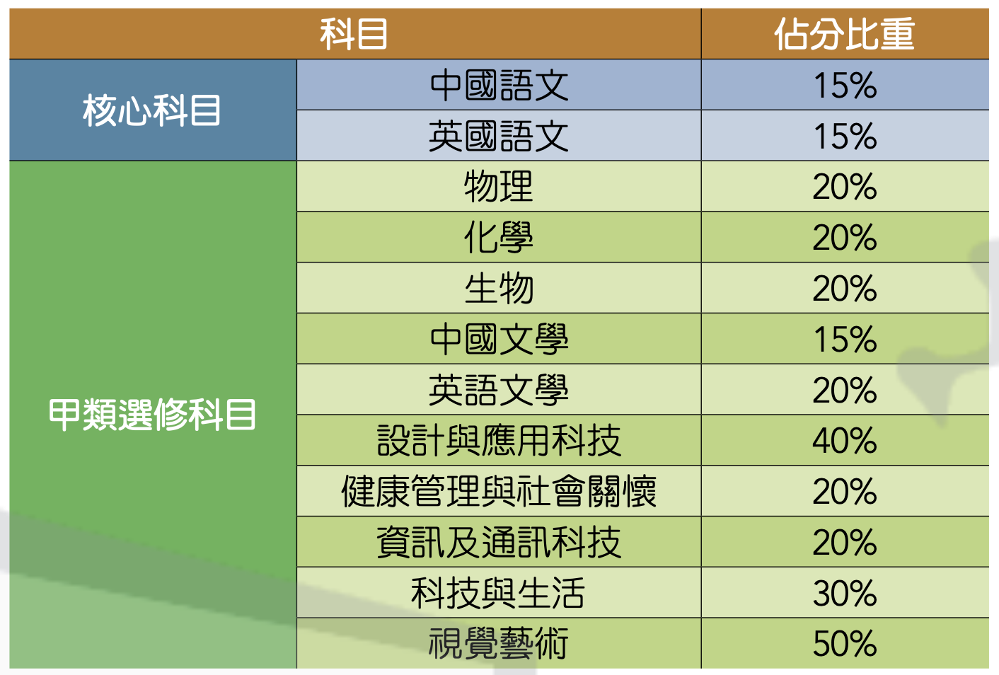 科目 佔分比重
核心科目
中國語文 15%
英國語文 15%
甲類選修科目
物理 20%
化學 20%
生物 20%
中國文學 15%
英語文學 20%
設計與應用科技 40%
健康管理與社會關懷 20%
資訊及通訊科技 20%
科技與生活 30%
視覺藝術 50%